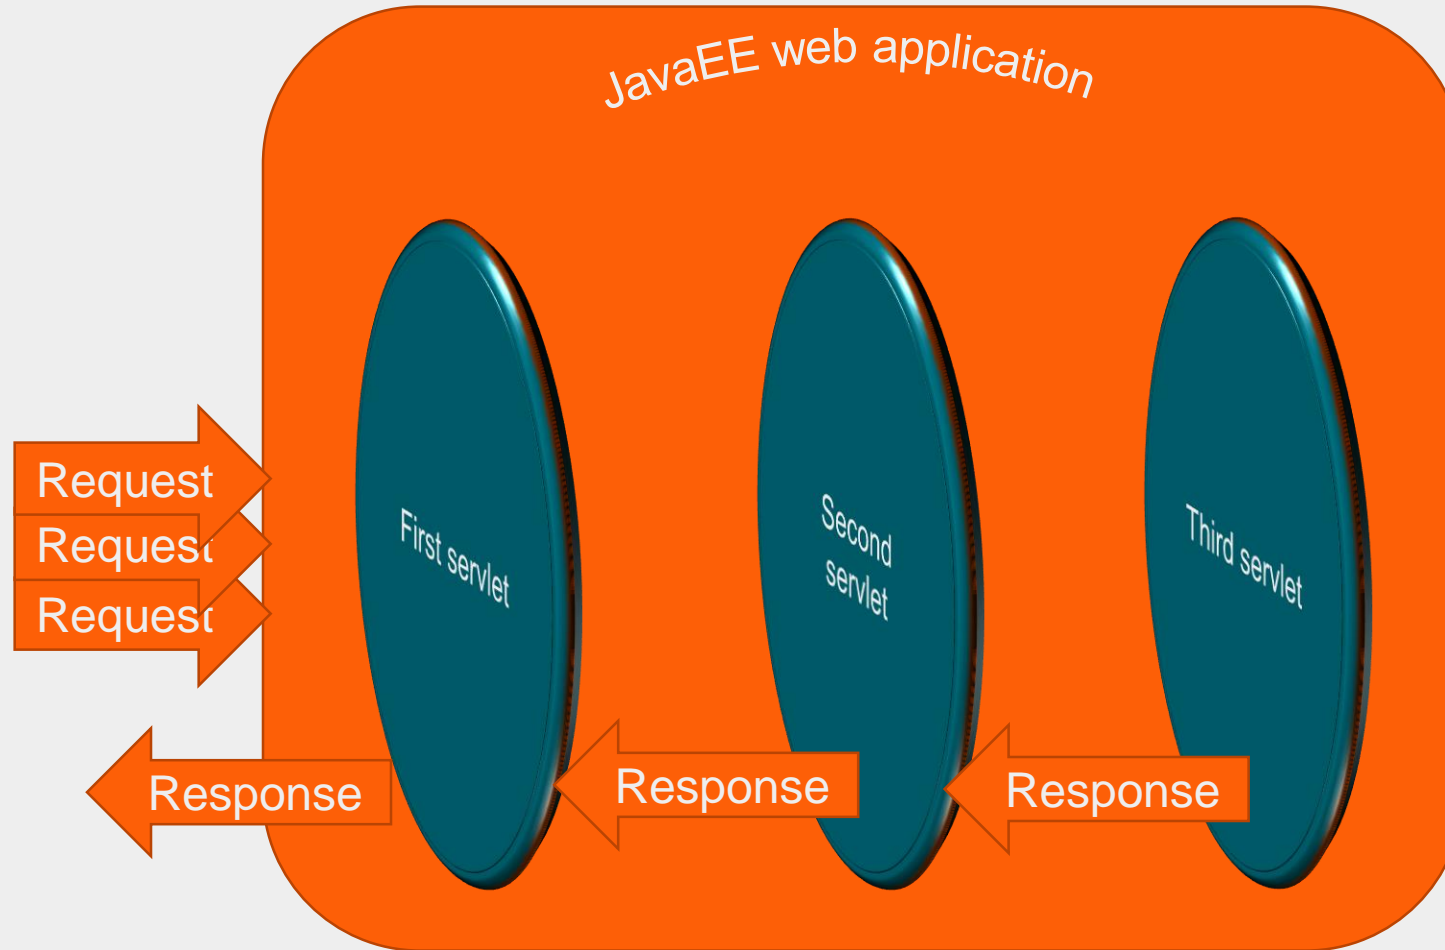 JavaEE web application
Request
Request
Request
First servlet
Second
servlet
Third servlet
Response
Response
Response